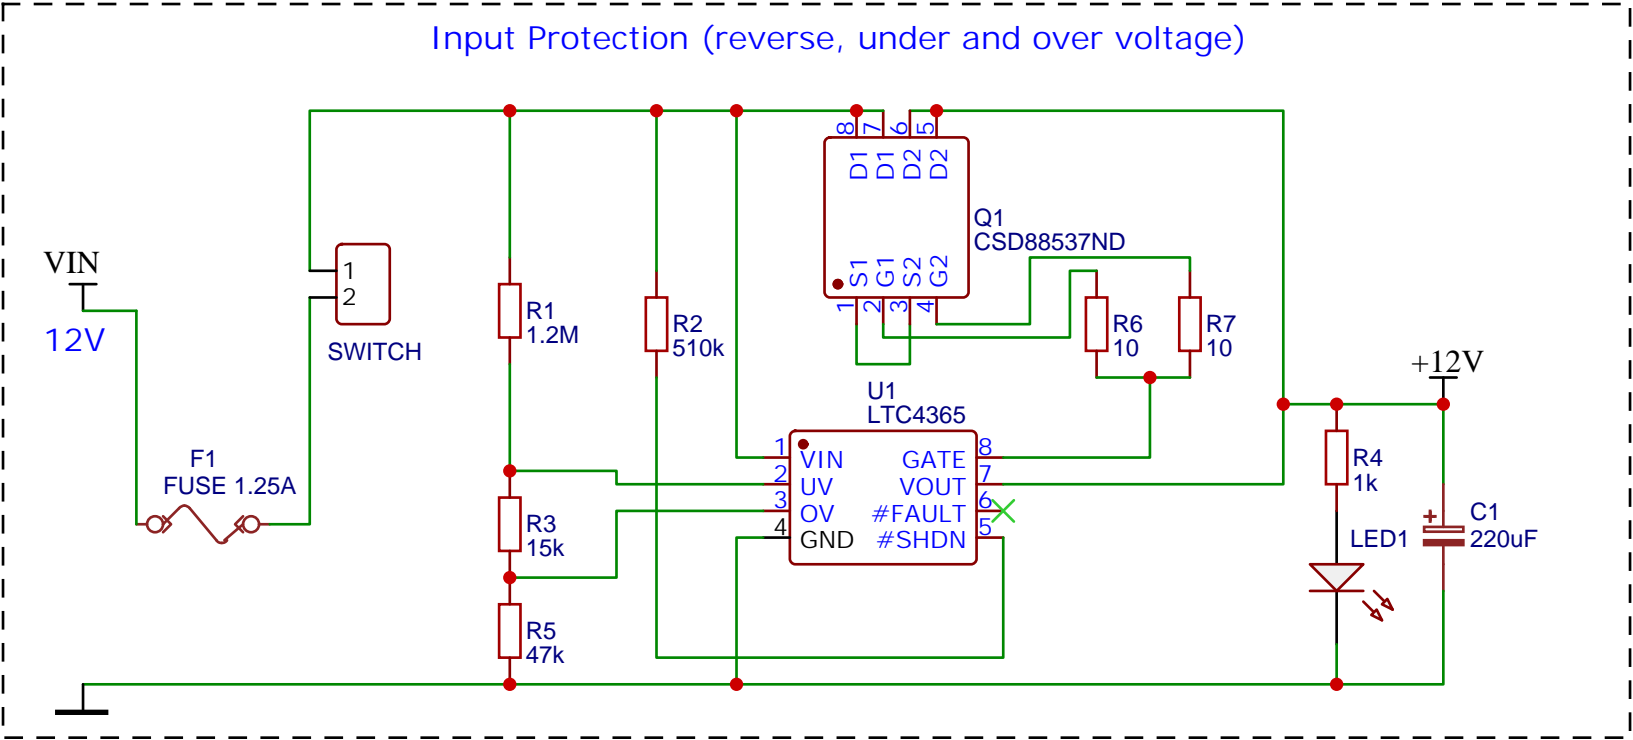 Input Protection (reverse, under and over voltage)
VIN
12V
F1
FUSE 1.25A
1
2
SWITCH
R1
1.2M
R2
510k
R3
15k
R5
47k
8
7
6
5
D1
D1
D2
D2
Q1
CSD88537ND
S1
G1
S2
G2
1
2
3
4
R6
10
R7
10
U1
LTC4365
1
VIN
2
UV
3
OV
4
GND
GATE
8
VOUT
7
#FAULT
6
#SHDN
5
+12V
R4
1k
LED1
+
C1
220uF